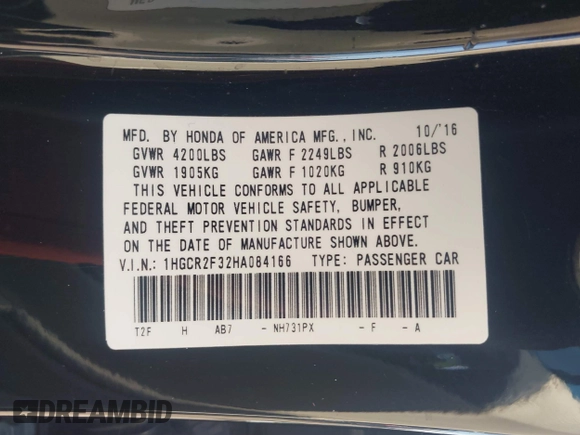 MFD. BY HONDA OF AMERICA MFG., INC. 10/'16
GVWR 4200LBS GAWR F 2249LBS R 2006LBS
GVWR 1905KG GAWR F 1020KG R 910KG
THIS VEHICLE CONFORMS TO ALL APPLICABLE
FEDERAL MOTOR VEHICLE SAFETY, BUMPER,
AND THEFT PREVENTION STANDARDS IN EFFECT
ON THE DATE OF MANUFACTURE SHOWN ABOVE.
V.I.N.: 1HGCR2F32HA084166 TYPE: PASSENGER CAR
T2F H AB7 - NH731PX - F - A
DREAMBID